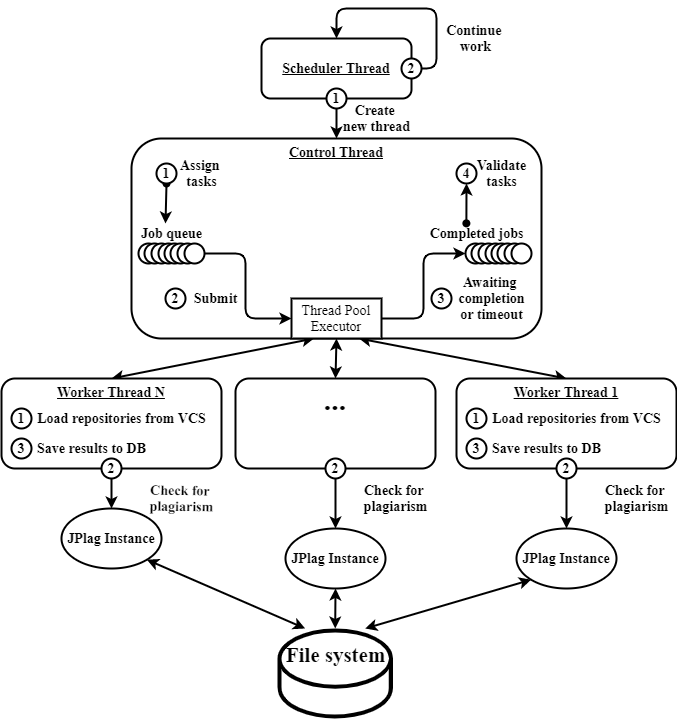 Continue
work
Scheduler Thread
2
1
Create
new thread
Control Thread
1
Assign
tasks
4
Validate
tasks
Job queue
Completed jobs
2
Submit
3
Awaiting
completion
or timeout
Thread Pool
Executor
Worker Thread N
1
Load repositories from VCS
3
Save results to DB
2
...
2
Worker Thread 1
1
Load repositories from VCS
3
Save results to DB
2
Check for
plagiarism
Check for
plagiarism
Check for
plagiarism
JPlag Instance
JPlag Instance
JPlag Instance
File system